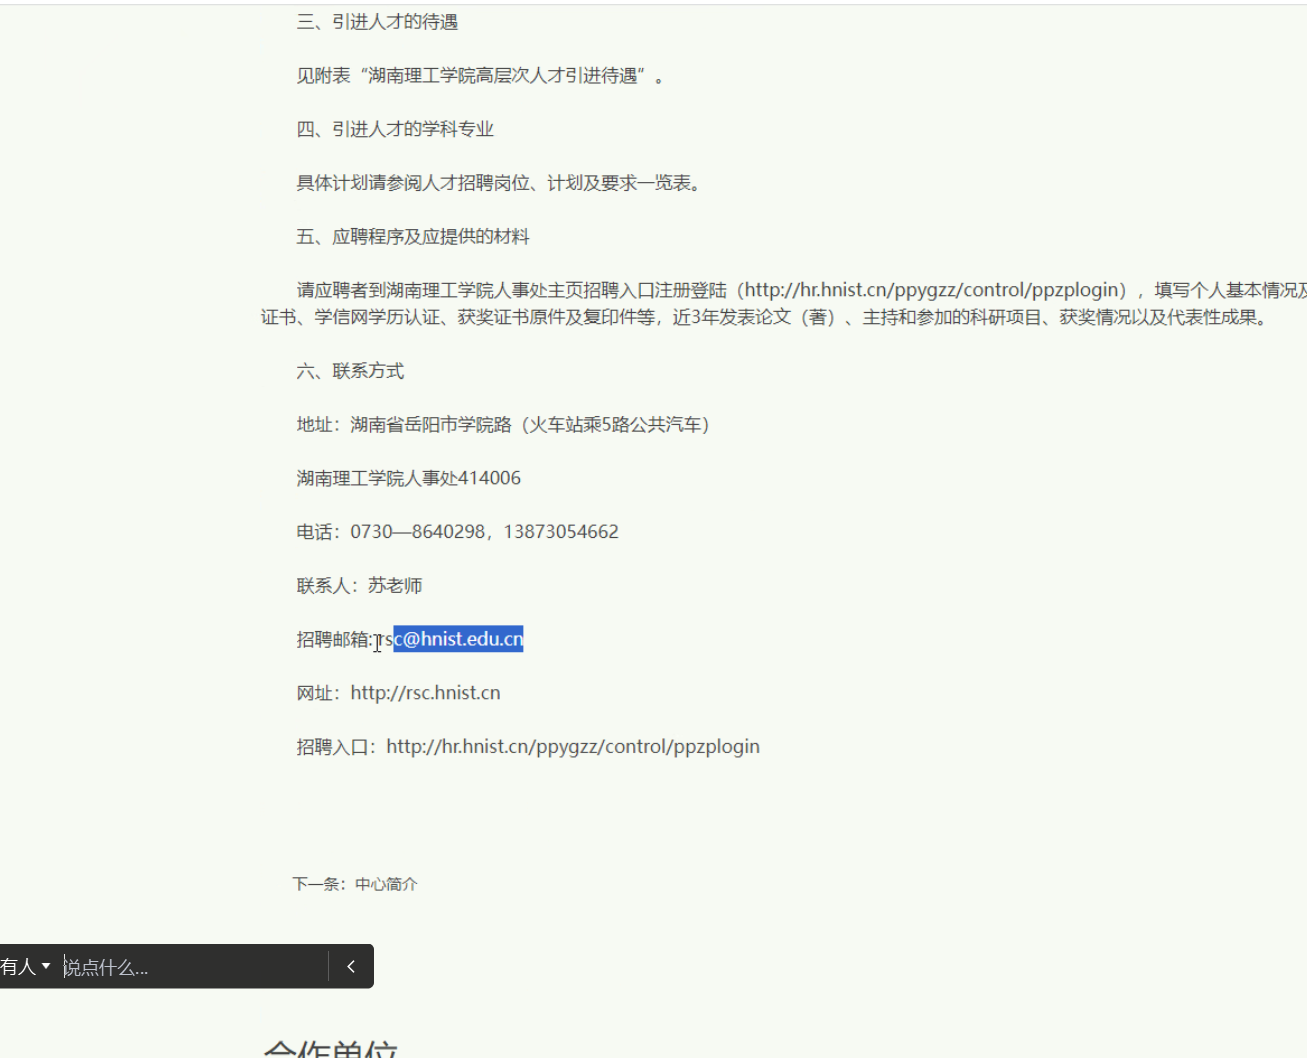 三、引进人才的待遇
见附表“湖南理工学院高层次人才引进待遇”。
四、引进人才的学科专业
具体计划请参阅人才招聘岗位、计划及要求一览表。
五、应聘程序及应提供的材料
请应聘者到湖南理工学院人事处主页招聘入口注册登陆（http://hr.hnist.cn/ppygzz/control/ppzplogin），填写个人基本情况及
证书、学信网学历认证、获奖证书原件及复印件等，近3年发表论文（著）、主持和参加的科研项目、获奖情况以及代表性成果。
六、联系方式
地址：湖南省岳阳市学院路（火车站乘5路公共汽车）
湖南理工学院人事处414006
电话：0730—8640298，13873054662
联系人：苏老师
招聘邮箱:rsc@hnist.edu.cn
网址：http://rsc.hnist.cn
招聘入口：http://hr.hnist.cn/ppygzz/control/ppzplogin
下一条：中心简介
有人 说点什么...
合作单位